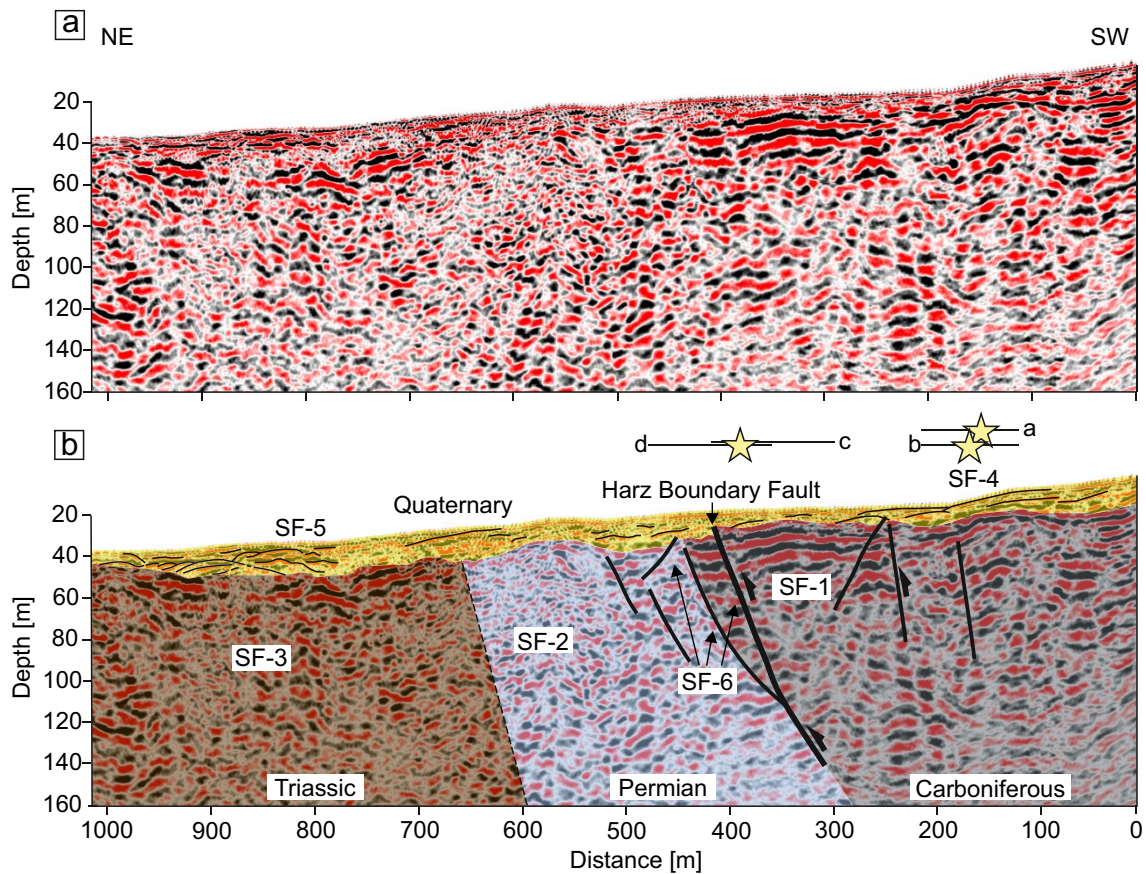 a
NE
SW
20
40
60
80
100
120
140
160
Depth [m]
b
d
c
a
b
SF-4
Harz Boundary Fault
Quaternary
SF-5
20
40
60
80
100
120
140
160
Depth [m]
SF-1
SF-2
SF-3
SF-6
Triassic
Permian
Carboniferous
1000 900 800 700 600 500 400 300 200 100 0
Distance [m]